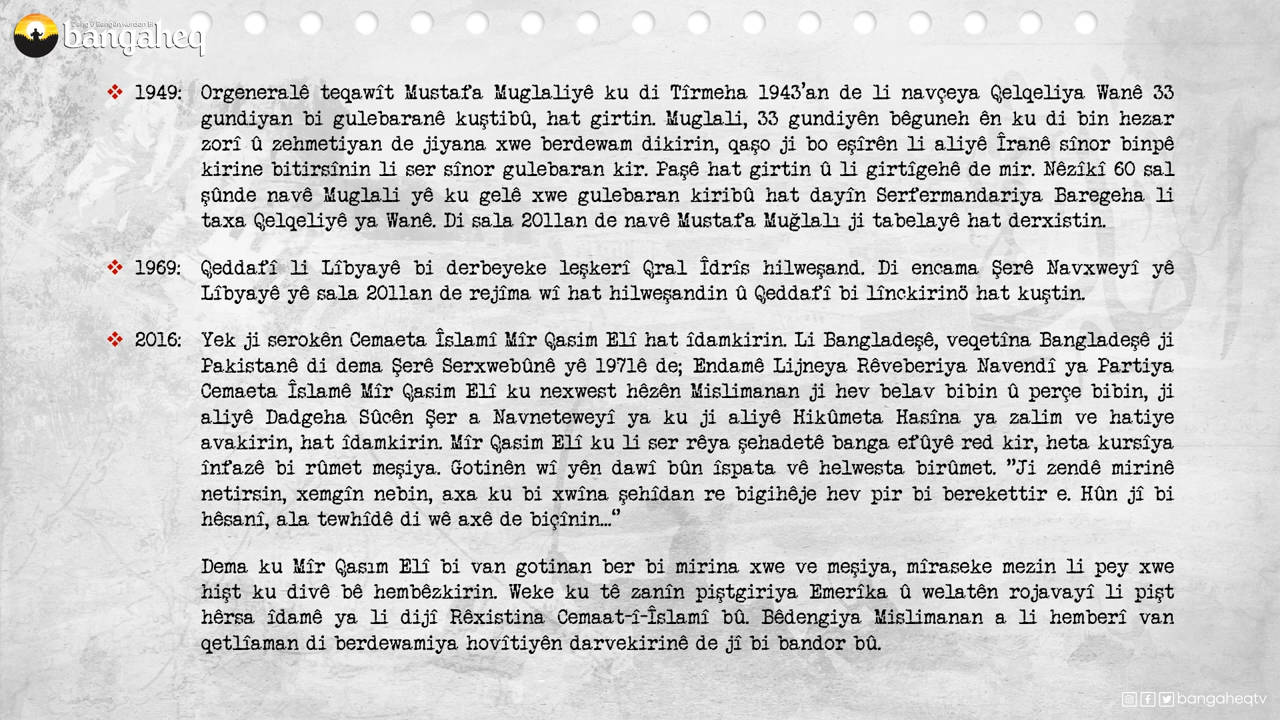 Deng û Bangên Kurdan Bi
bangaheq
❖ 1949: Orgeneralê teqawît Mustafa Muglaliyê ku di Tîrmeha 1943’an de li navçeya Qelqeliya Wanê 33
gundiyan bi gulebaranê kuştibû, hat girtin. Muglali, 33 gundiyên bêguneh ên ku di bin hezar
zorî û zehmetiyan de jiyana xwe berdewam dikirin, qaşo ji bo eşîrên li aliyê Îranê sînor binpê
kirine bitirsînin li ser sînor gulebaran kir. Paşê hat girtin û li girtîgehê de mir. Nêzîkî 60 sal
şûnde navê Muglali yê ku gelê xwe gulebaran kiribû hat dayîn Serfermandariya Baregeha li
taxa Qelqeliyê ya Wanê. Di sala 2011an de navê Mustafa Muğlalı ji tabelayê hat derxistin.
❖ 1969: Qeddafî li Lîbyayê bi derbeyeke leşkerî Qral Îdrîs hilweşand. Di encama Şerê Navxweyî yê
Lîbyayê yê sala 2011an de rejîma wî hat hilweşandin û Qeddafî bi lînckirinö hat kuştin.
❖ 2016: Yek ji serokên Cemaeta Îslamî Mîr Qasim Elî hat îdamkirin. Li Bangladeşê, veqetîna Bangladeşê ji
Pakistanê di dema Şerê Serxwebûnê yê 1971ê de; Endamê Lijneya Rêveberiya Navendî ya Partiya
Cemaeta Îslamê Mîr Qasim Elî ku nexwest hêzên Mislimanan ji hev belav bibin û perçe bibin, ji
aliyê Dadgeha Sûcên Şer a Navneteweyî ya ku ji aliyê Hikûmeta Hasîna ya zalim ve hatiye
avakirin, hat îdamkirin. Mîr Qasim Elî ku li ser rêya şehadetê banga efûyê red kir, heta kursîya
înfazê bi rûmet meşiya. Gotinên wî yên dawî bûn îspata vê helwesta birûmet. ”Ji zendê mirinê
netirsin, xemgîn nebin, axa ku bi xwîna şehîdan re bigihêje hev pir bi berekettir e. Hûn jî bi
hêsanî, ala tewhîdê di wê axê de biçînin...“
Dema ku Mîr Qasım Elî bi van gotinan ber bi mirina xwe ve meşiya, mîraseke mezin li pey xwe
hişt ku divê bê hembêzkirin. Weke ku tê zanîn piştgiriya Emerîka û welatên rojavayî li pişt
hêrsa îdamê ya li dijî Rêxistina Cemaat-î-Îslamî bû. Bêdengiya Mislimanan a li hemberî van
qetlîaman di berdewamiya hovîtiyên darvekirinê de jî bi bandor bû.
bangaheqtv